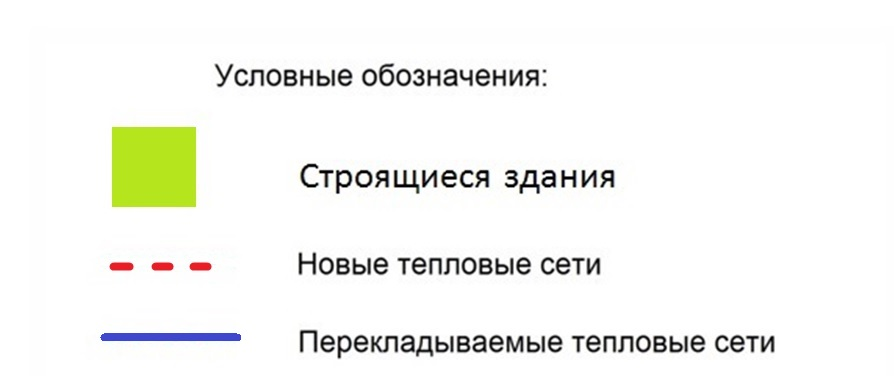 Условные обозначения:
Строящиеся здания
Новые тепловые сети
Перекладываемые тепловые сети